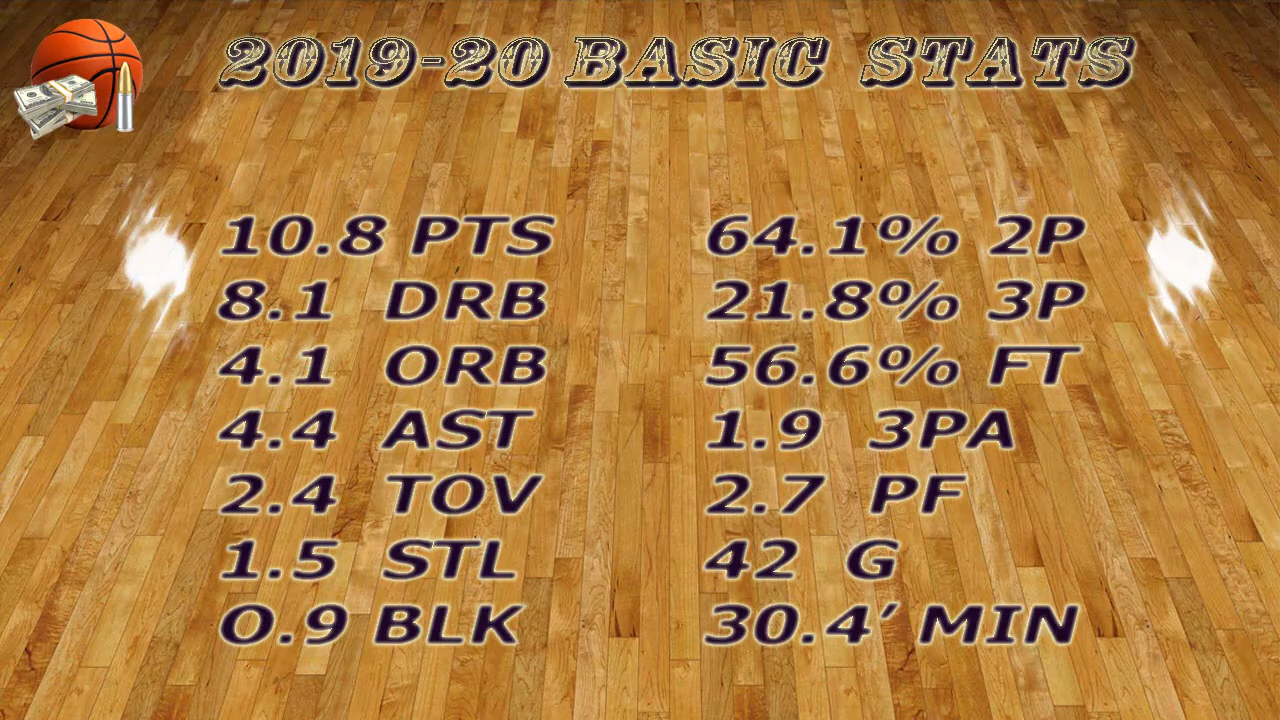 2019-20 BASIC STATS
10.8 PTS
8.1 DRB
4.1 ORB
4.4 AST
2.4 TOV
1.5 STL
0.9 BLK
64.1% 2P
21.8% 3P
56.6% FT
1.9 3PA
2.7 PF
42 G
30.4’ MIN